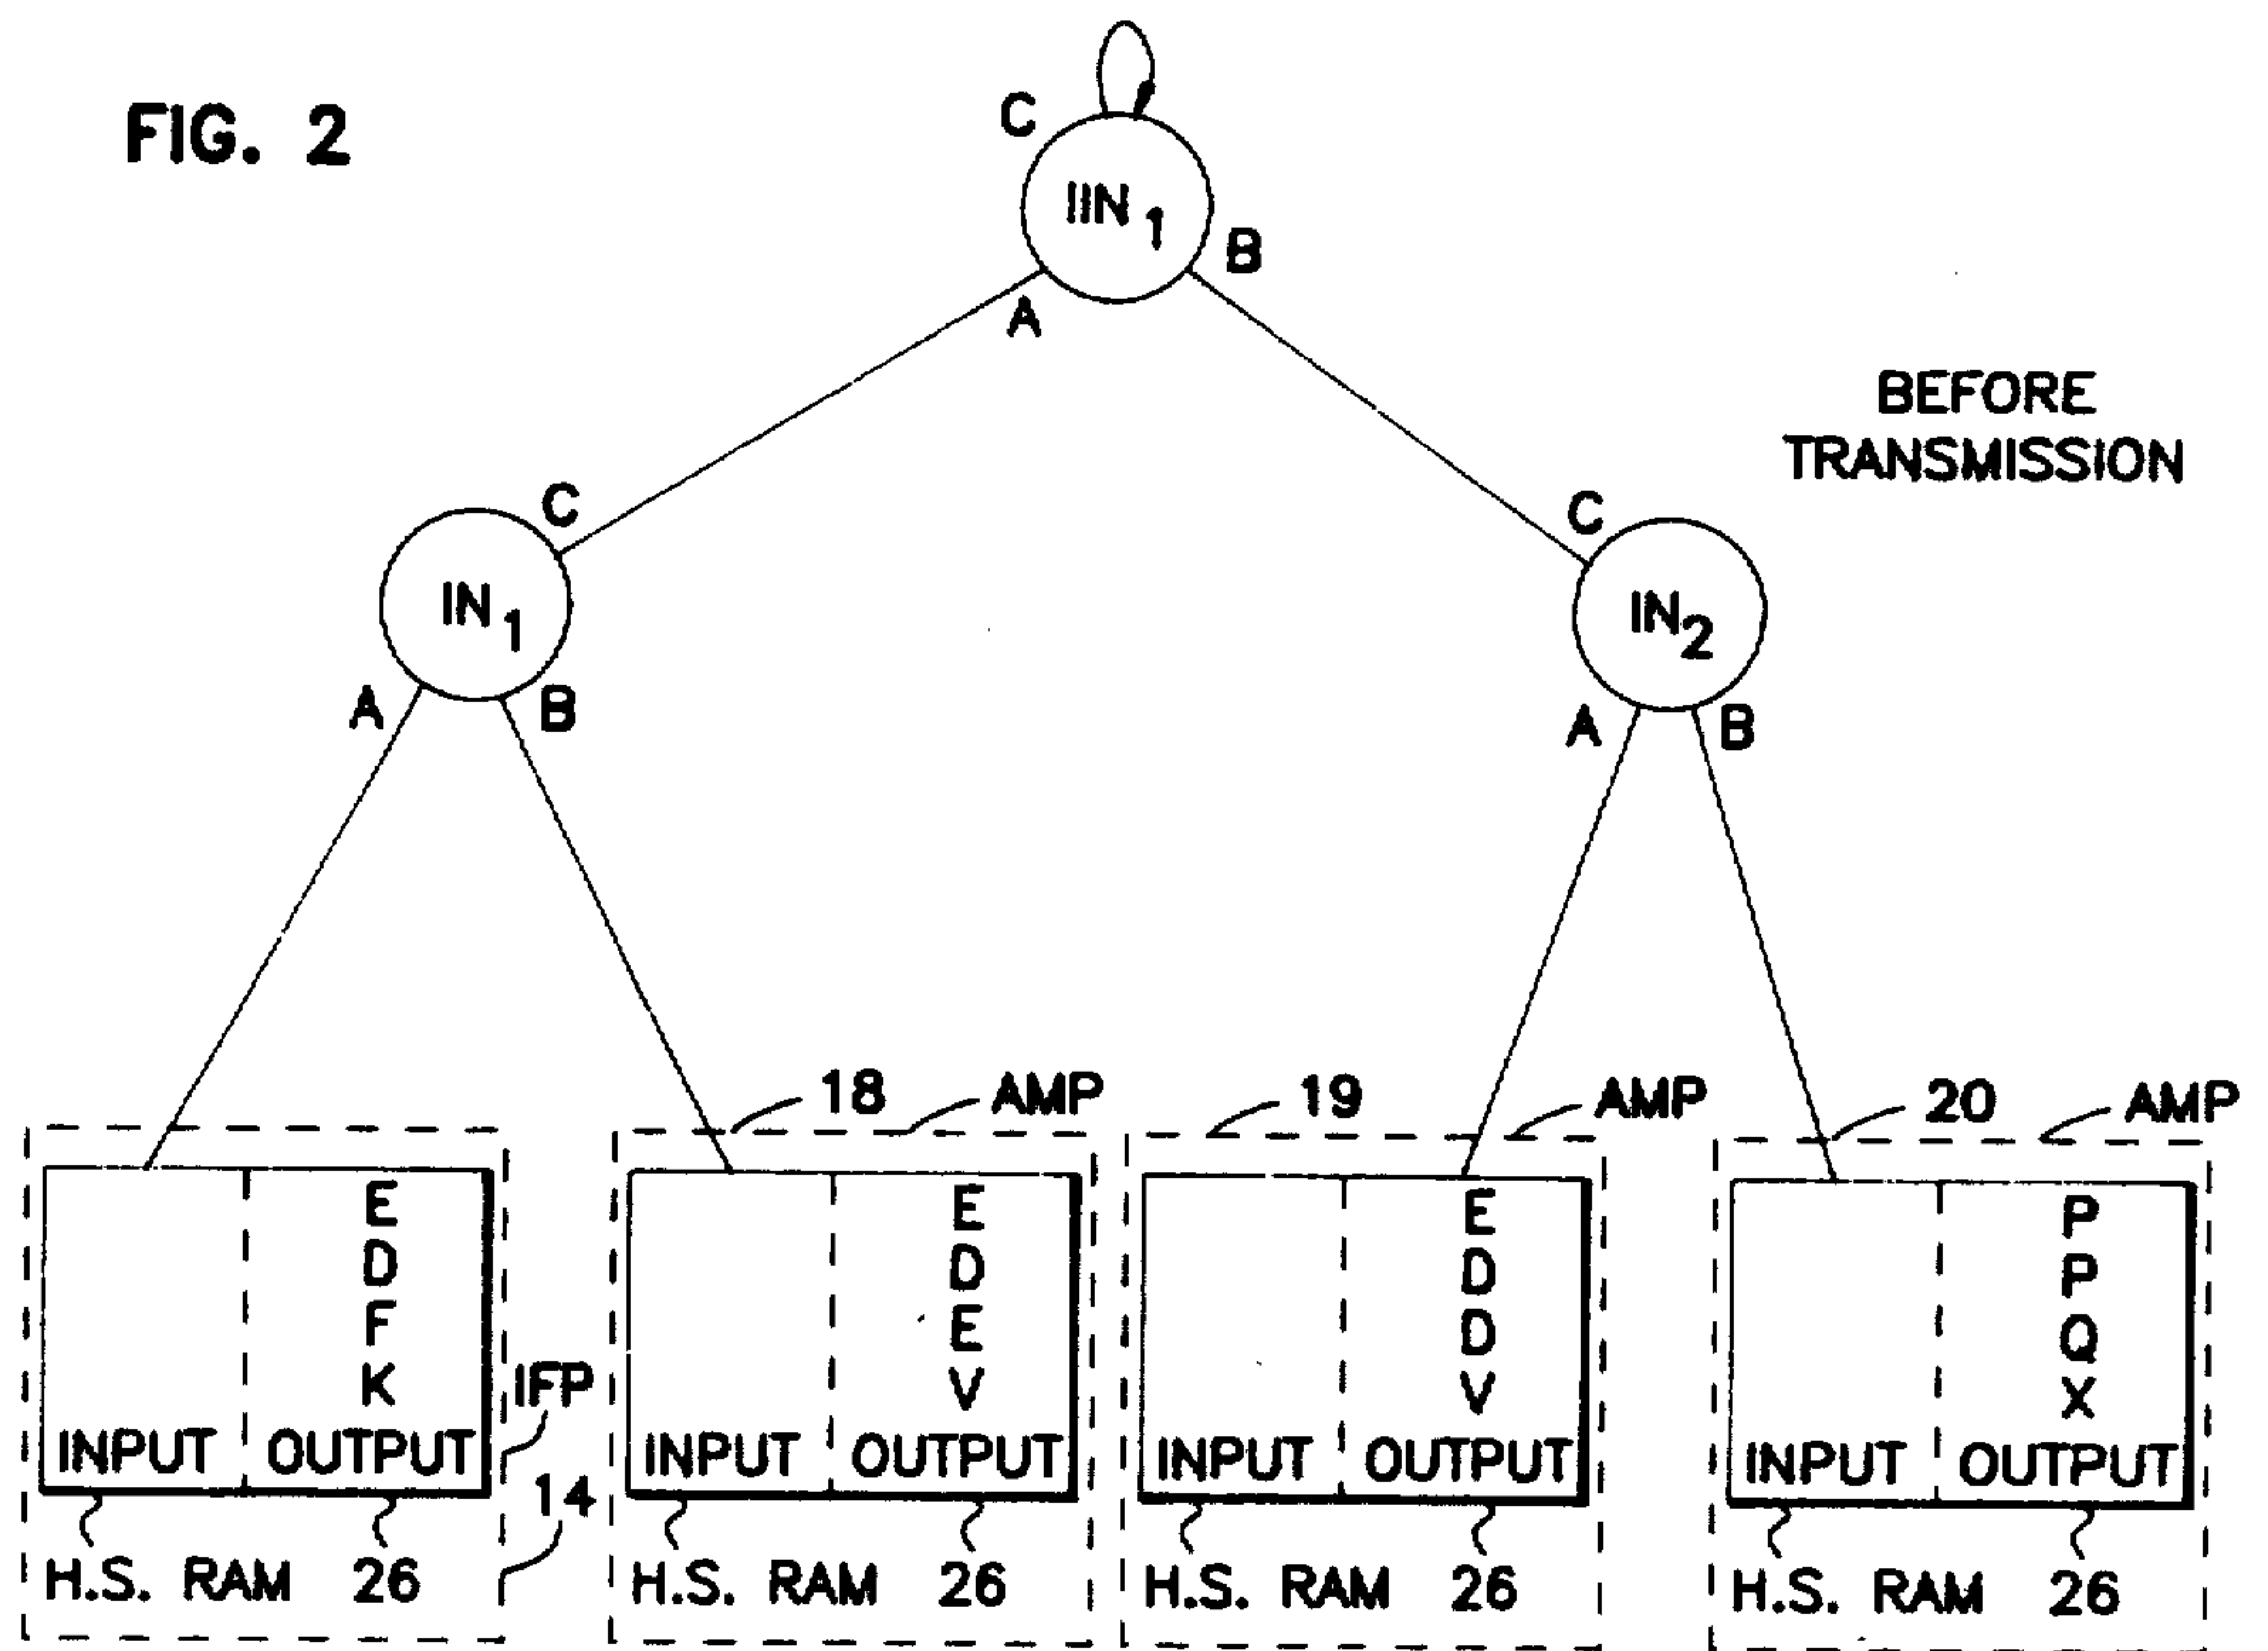 FIG. 2
C
IIN1
B
A
BEFORE
TRANSMISSION
C
IN1
A
B
C
IN2
A
B
18
AMP
19
AMP
20
AMP
E
D
F
K
INPUT
OUTPUT
IFP
14
H.S. RAM
26
E
D
E
V
INPUT
OUTPUT
H.S. RAM
26
E
D
D
V
INPUT
OUTPUT
H.S. RAM
26
P
P
Q
X
INPUT
OUTPUT
H.S. RAM
26